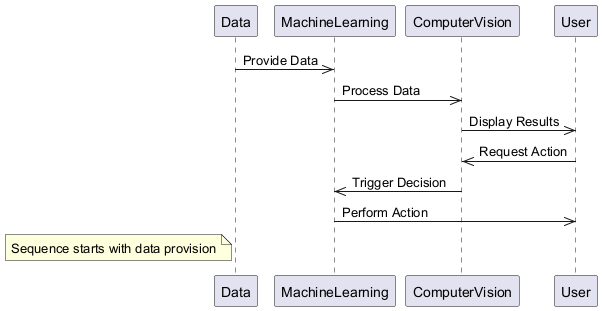 Data MachineLearning ComputerVision User
Provide Data
Process Data
Display Results
Request Action
Trigger Decision
Perform Action
Sequence starts with data provision
Data MachineLearning ComputerVision User